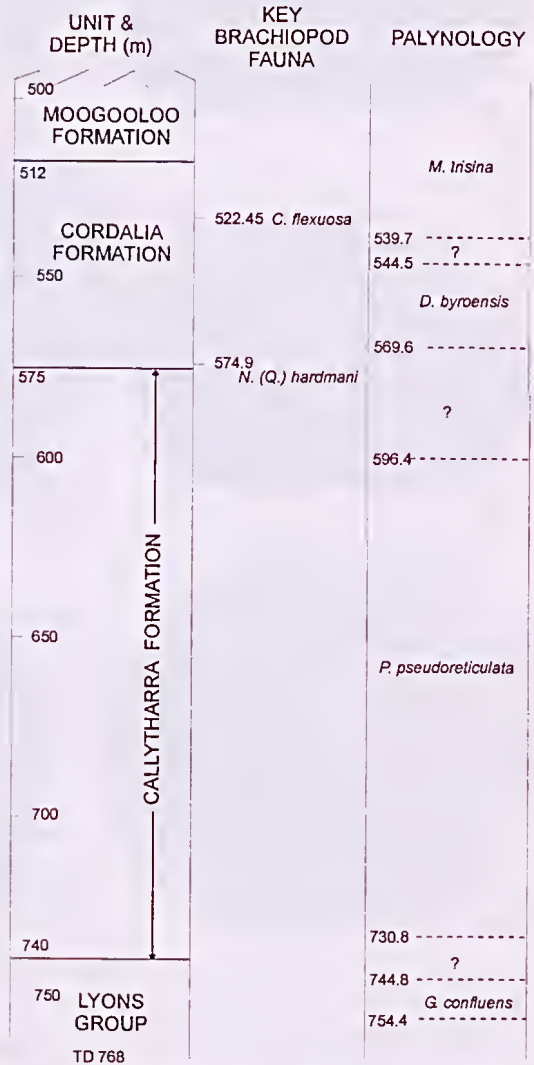 UNIT &
DEPTH (m)
KEY
BRACHIOPOD
FAUNA
PALYNOLOGY
500
MOOGOOLOO
FORMATION
512
CORDALIA
FORMATION
550
575
600
CALLYTHARRA FORMATION
650
700
740
750
LYONS
GROUP
TD 768
522.45 C. flexuosa
574.9
N. (Q.) hardmani
M. trisina
539.7
?
544.5
D. byroensis
569.6
?
596.4
P. pseudoreticulata
730.8
?
744.8
G. confluens
754.4